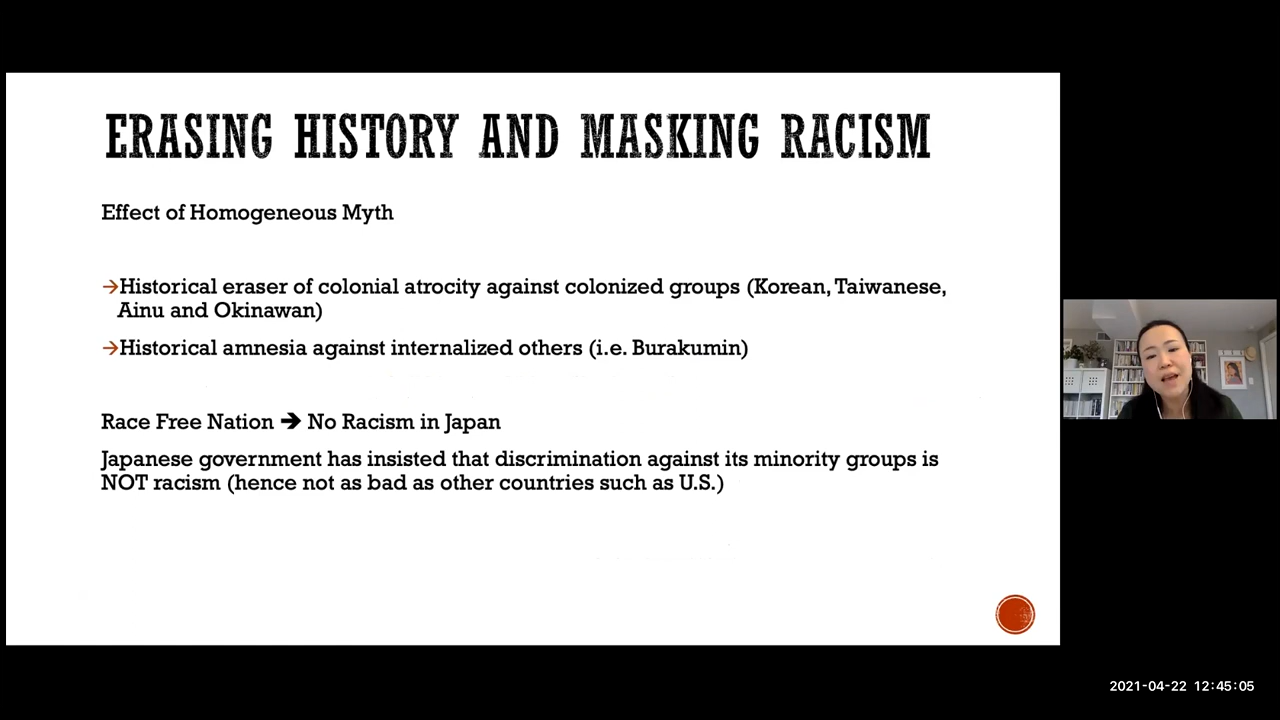 ERASING HISTORY AND MASKING RACISM
Effect of Homogeneous Myth
→Historical eraser of colonial atrocity against colonized groups (Korean, Taiwanese,
Ainu and Okinawan)
→Historical amnesia against internalized others (i.e. Burakumin)
Race Free Nation → No Racism in Japan
Japanese government has insisted that discrimination against its minority groups is
NOT racism (hence not as bad as other countries such as U.S.)
2021-04-22 12:45:05